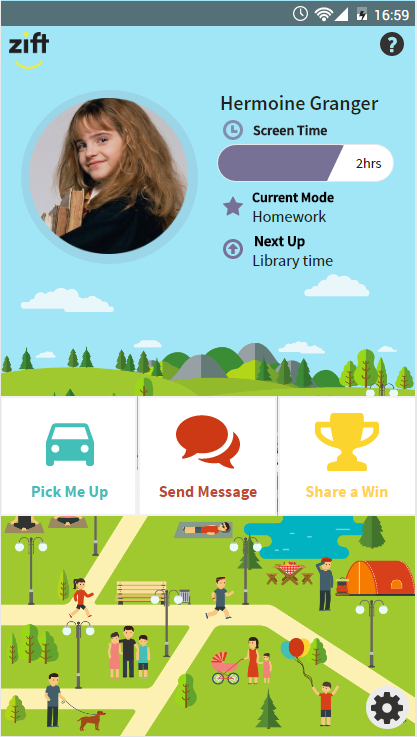 16:59
zift
?
Hermoine Granger
Screen Time
2hrs
Current Mode
Homework
Next Up
Library time
Pick Me Up
Send Message
Share a Win